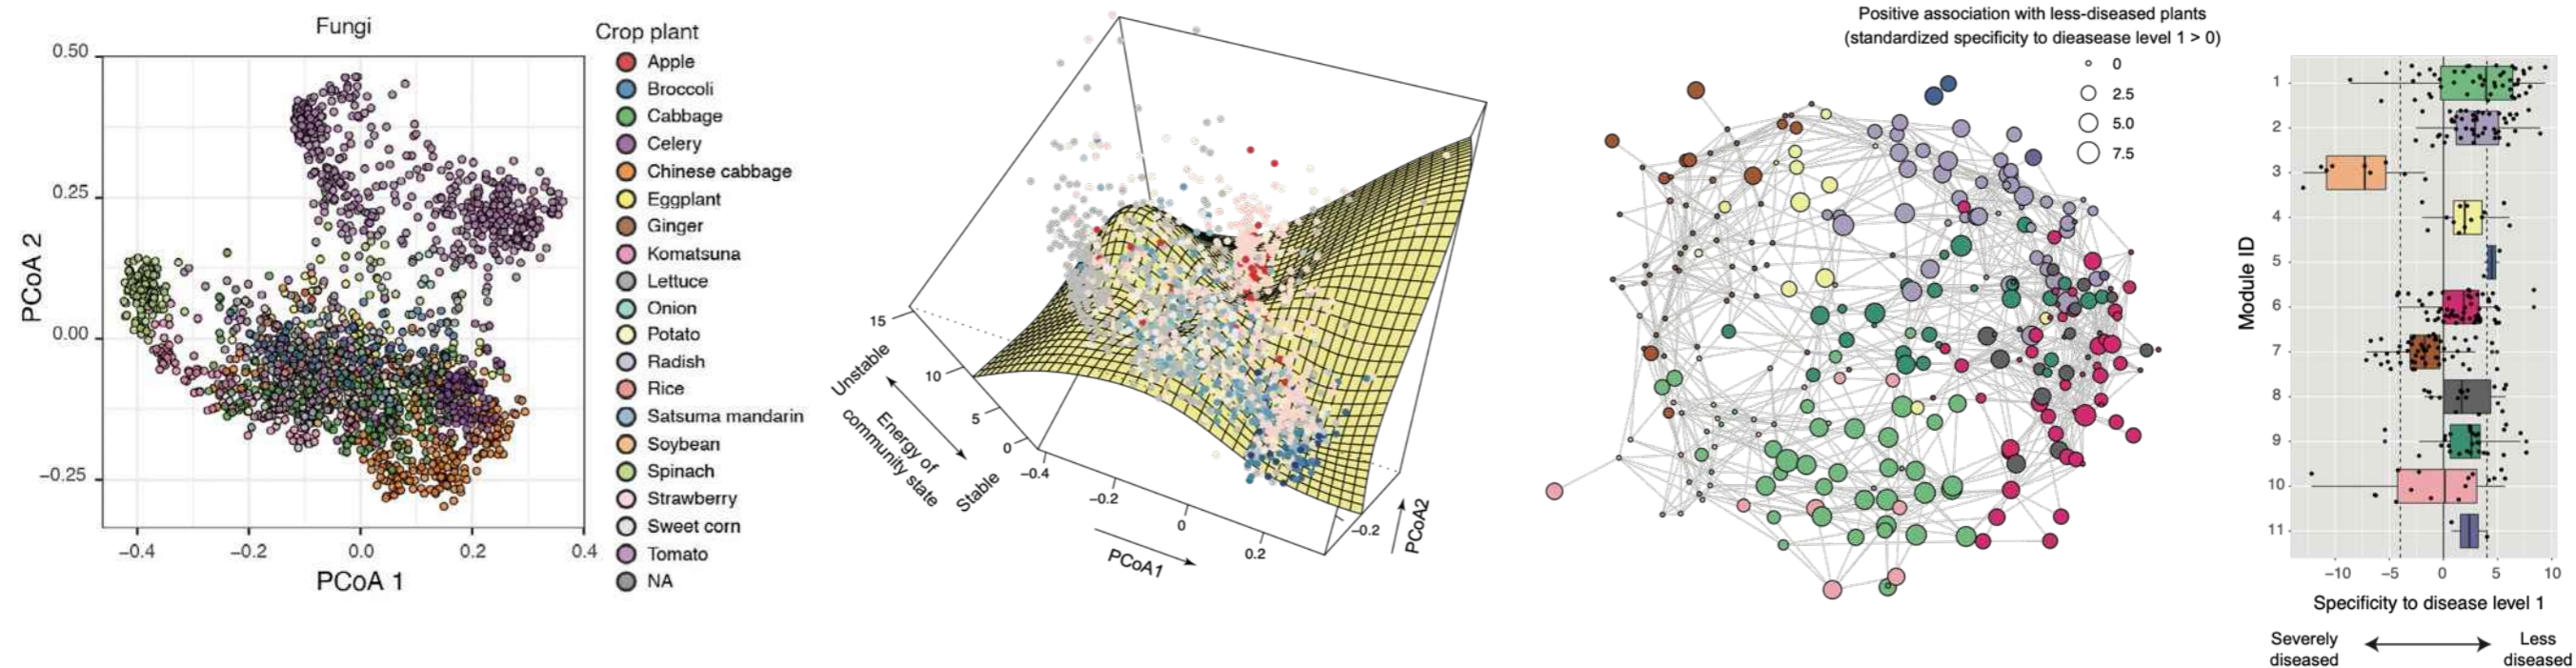 Fungi
0.50
0.25
0.00
−0.25
PCoA 2
−0.4
−0.2
0.0
0.2
0.4
PCoA 1
Crop plant
Apple
Broccoli
Cabbage
Celery
Chinese cabbage
Eggplant
Ginger
Komatsuna
Lettuce
Onion
Potato
Radish
Rice
Satsuma mandarin
Soybean
Spinach
Strawberry
Sweet corn
Tomato
NA
15
10
5
0
Unstable
Energy of
community state
Stable
−0.4
−0.2
0
0.2
PCoA1
−0.2
PCoA2
Positive association with less-diseased plants
(standardized specificity to dieasease level 1 > 0)
0
2.5
5.0
7.5
Module ID
1
2
3
4
5
6
7
8
9
10
11
−10
−5
0
5
10
Specificity to disease level 1
Severely
diseased
Less
diseased